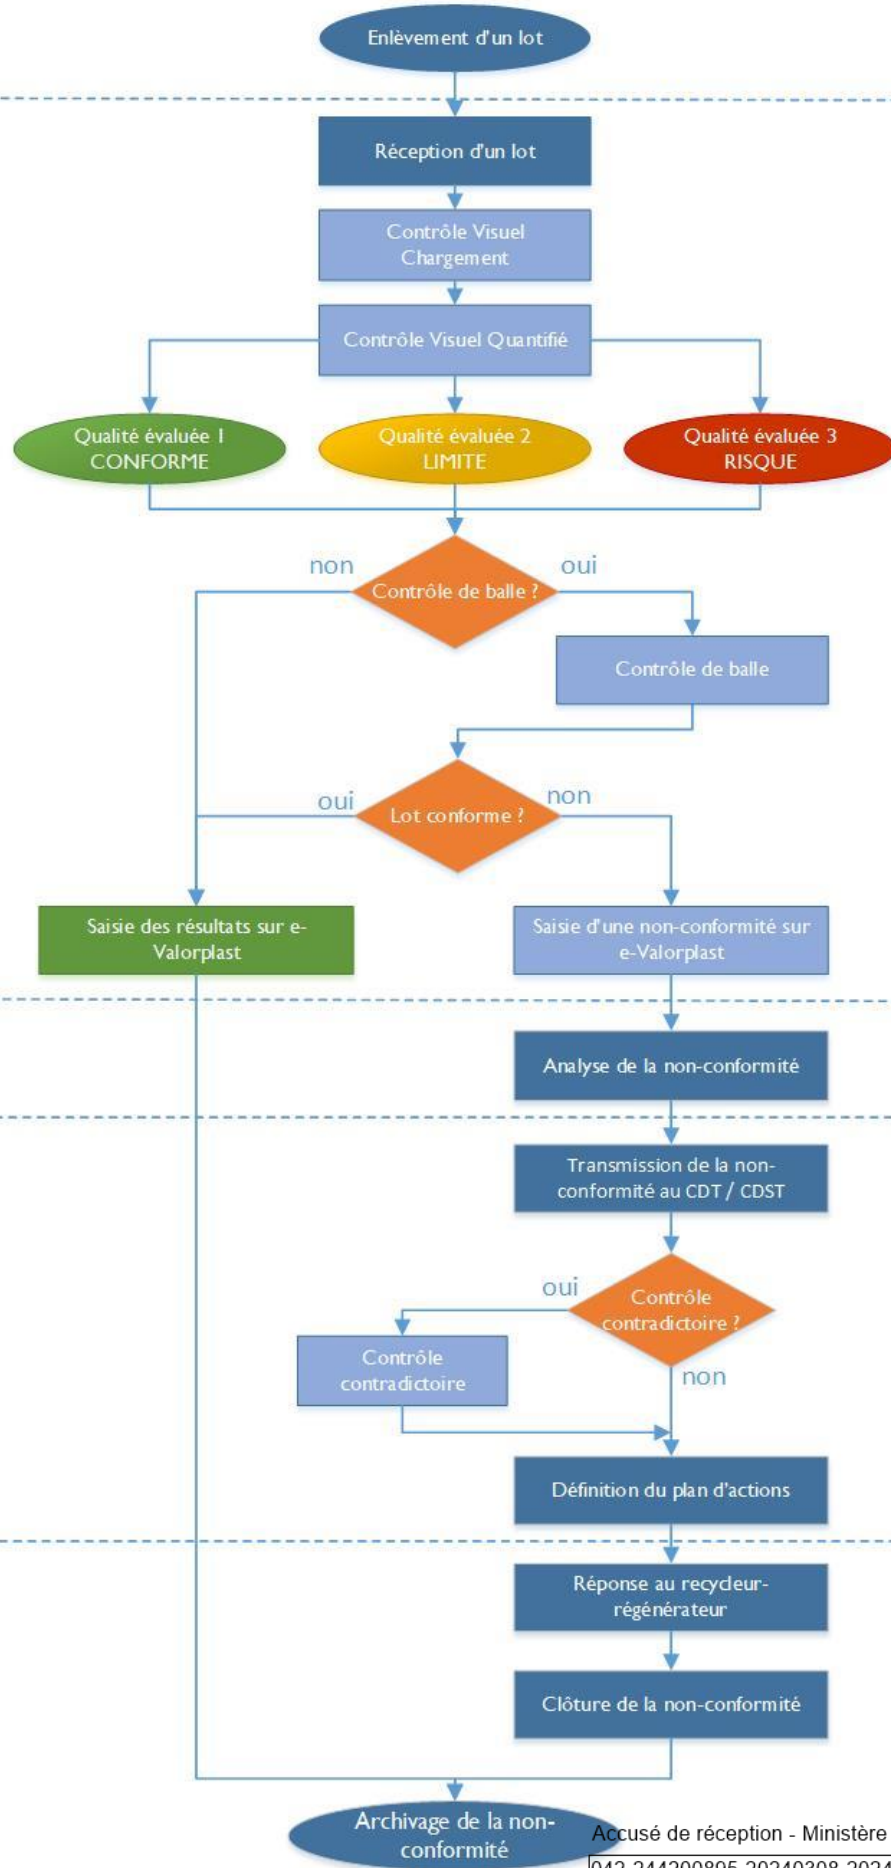 Enlèvement d'un lot
Réception d'un lot
Contrôle Visuel
Chargement
Contrôle Visuel Quantifié
Qualité évaluée 1
CONFORME
Qualité évaluée 2
LIMITE
Qualité évaluée 3
RISQUE
non
oui
Contrôle de balle ?
Contrôle de balle
oui
non
Lot conforme ?
Saisie des résultats sur e-
Valorplast
Saisie d'une non-conformité sur
e-Valorplast
Analyse de la non-conformité
Transmission de la non-
conformité au CDT / CDST
oui
Contrôle
contradictoire ?
Contrôle
contradictoire
non
Définition du plan d'actions
Réponse au recycleur-
régénérateur
Clôture de la non-conformité
Archivage de la non-
conformité
Accusé de réception - Ministère